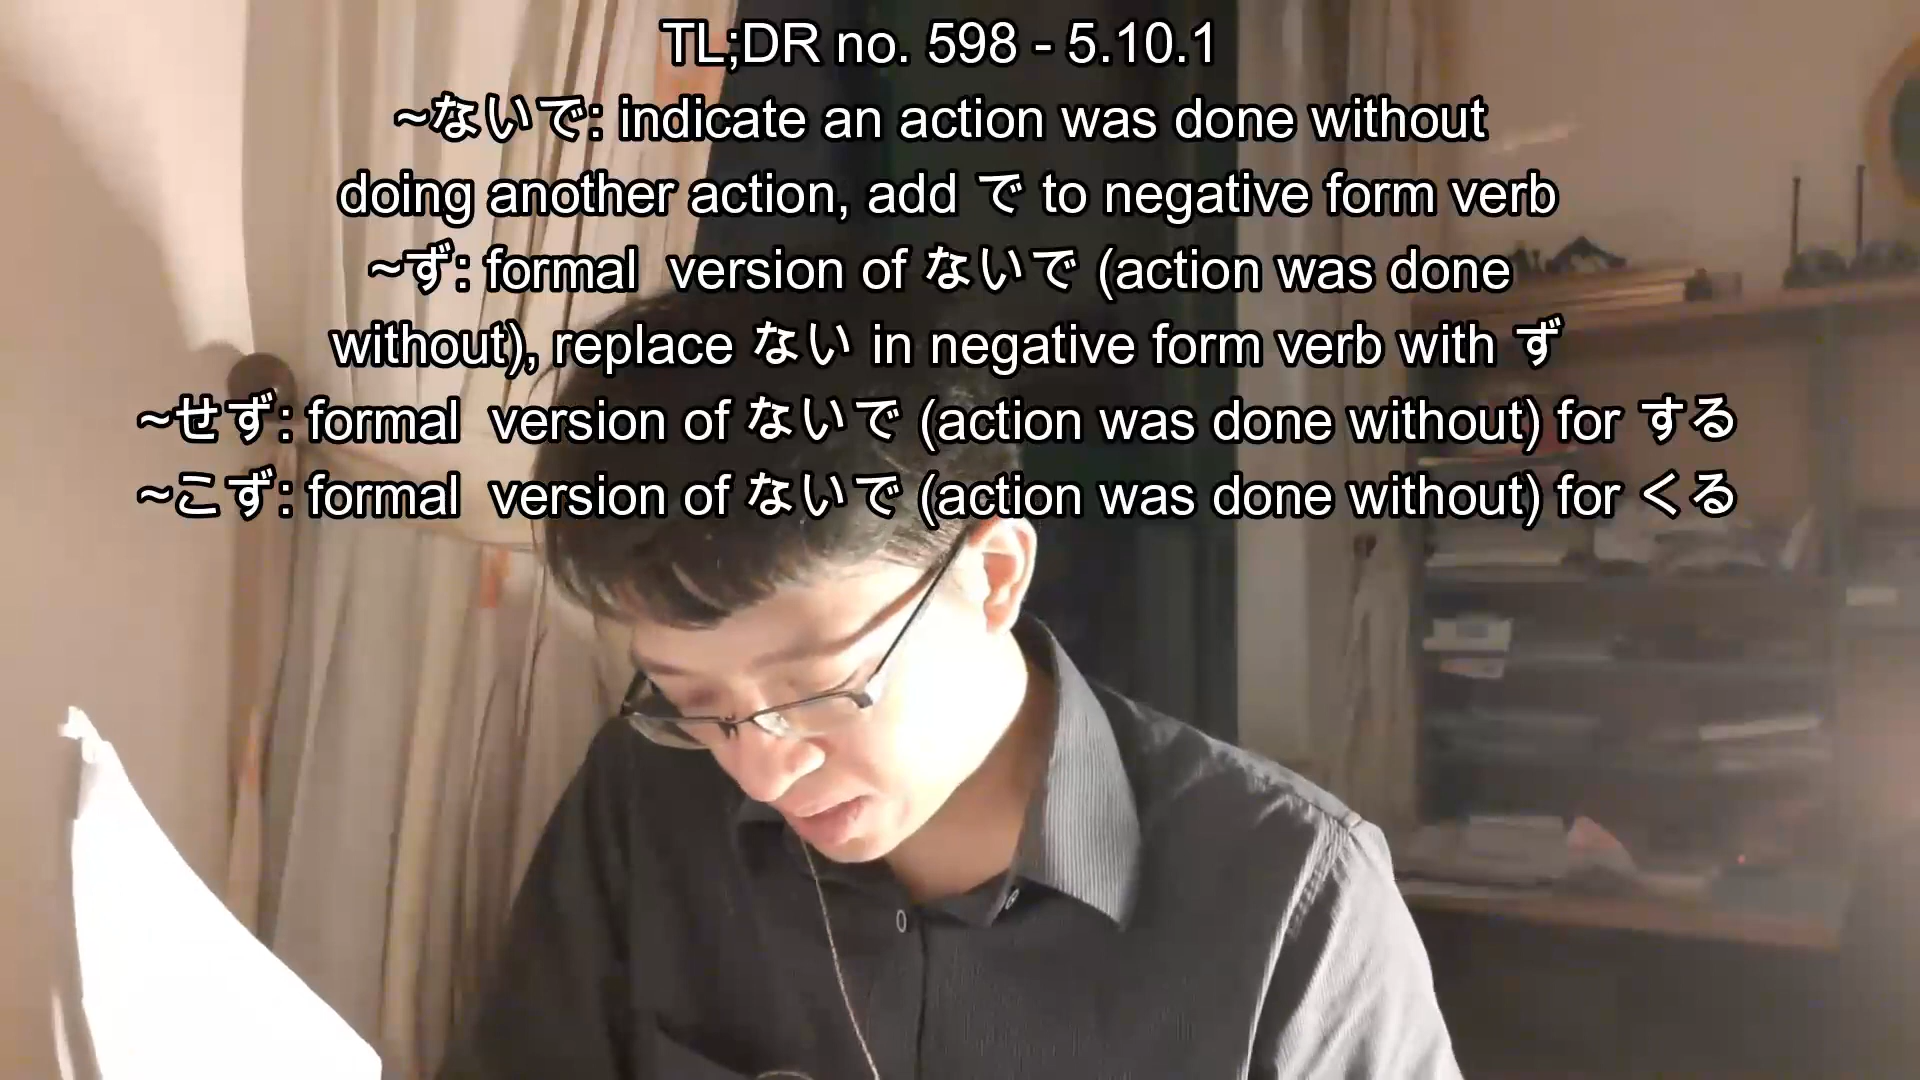 TL;DR no. 598 - 5.10.1
~ないで: indicate an action was done without
doing another action, add で to negative form verb
~ず: formal  version of ないで (action was done
without), replace ない in negative form verb with ず
~せず: formal  version of ないで (action was done without) for する
~こず: formal  version of ないで (action was done without) for くる